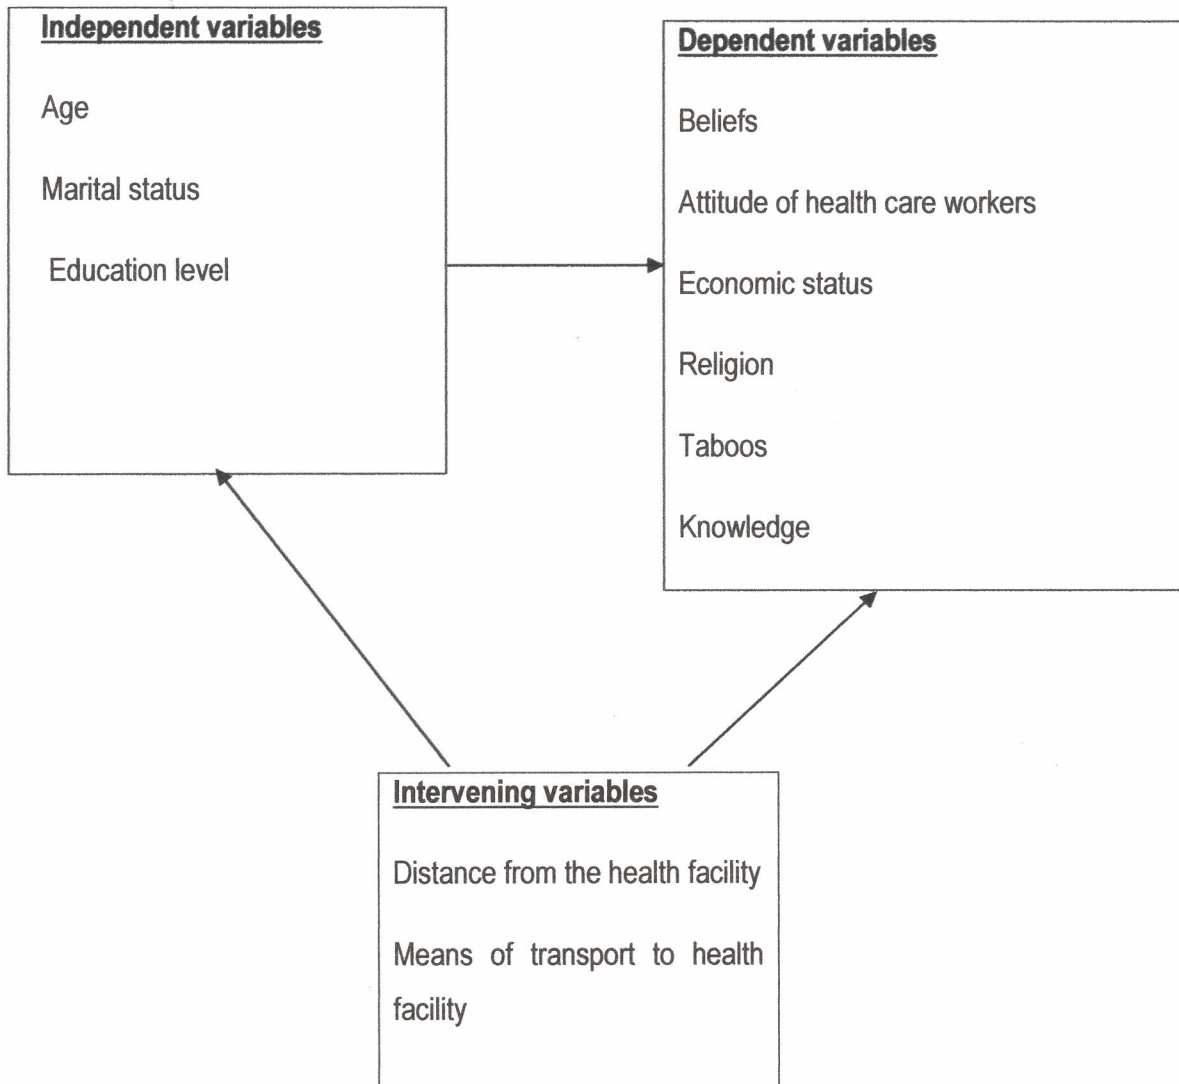 Independent variables
Age
Marital status
Education level
Dependent variables
Beliefs
Attitude of health care workers
Economic status
Religion
Taboos
Knowledge
Intervening variables
Distance from the health facility
Means of transport to health
facility